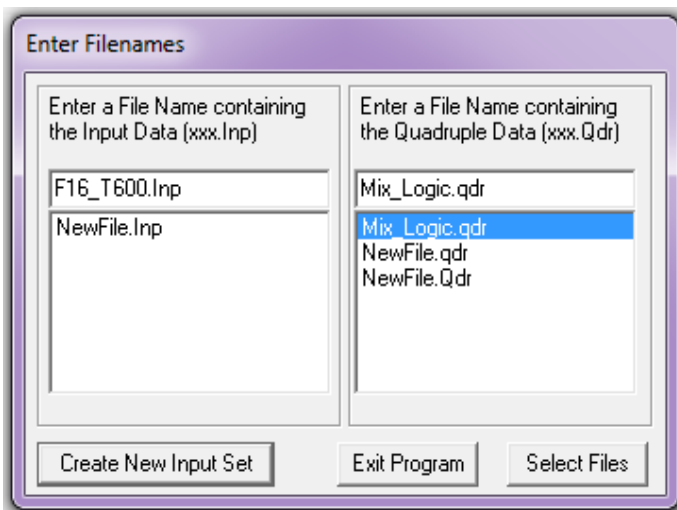 Enter Filenames
Enter a File Name containing
the Input Data (xxx.Inp)
F16_T600.Inp
NewFile.Inp
Enter a File Name containing
the Quadruple Data (xxx.Qdr)
Mix_Logic.qdr
Mix_Logic.qdr
NewFile.qdr
NewFile.Qdr
Create New Input Set
Exit Program
Select Files